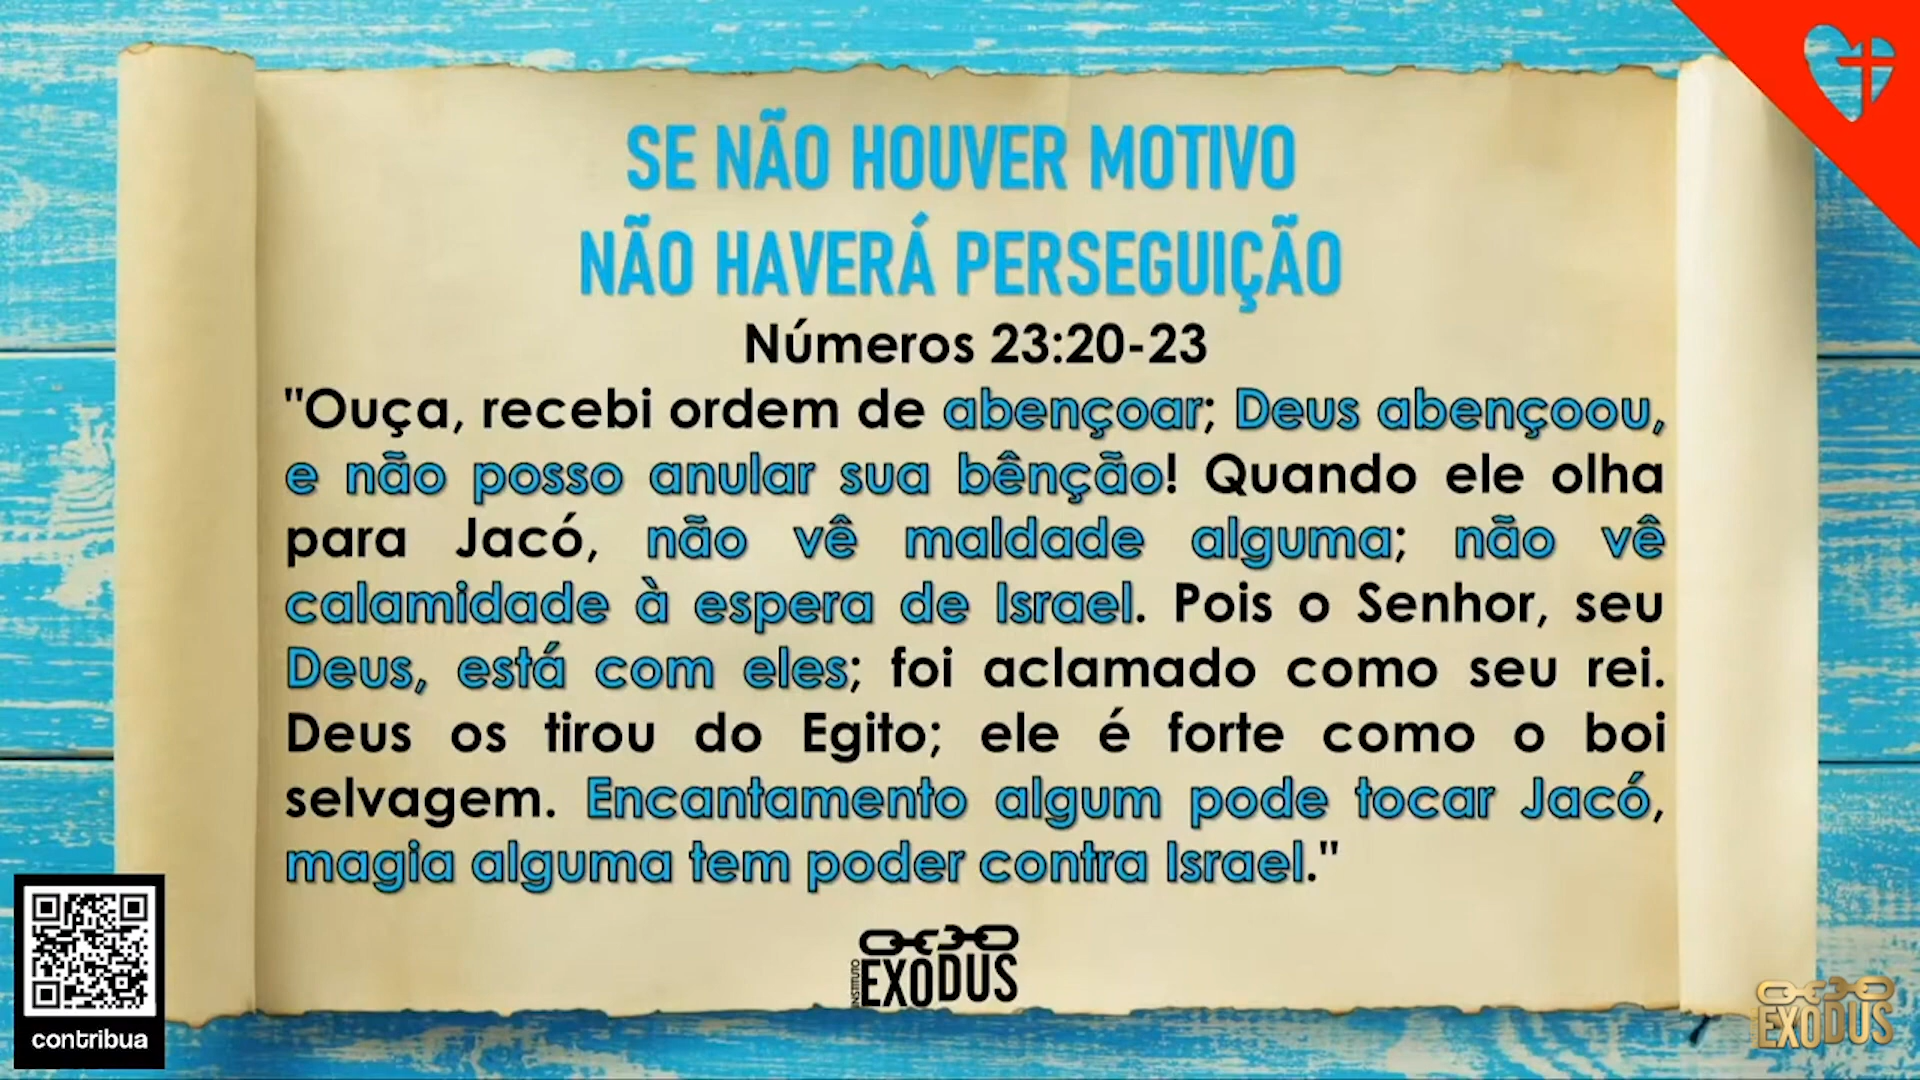 SE NÃO HOUVER MOTIVO
NÃO HAVERÁ PERSEGUIÇÃO
Números 23:20-23
"Ouça, recebi ordem de abençoar; Deus abençoou,
e não posso anular sua bênção! Quando ele olha
para Jacó, não vê maldade alguma; não vê
calamidade à espera de Israel. Pois o Senhor, seu
Deus, está com eles; foi aclamado como seu rei.
Deus os tirou do Egito; ele é forte como o boi
selvagem. Encantamento algum pode tocar Jacó,
magia alguma tem poder contra Israel."
INSTITUTO
EXODUS
contribua
EXODUS